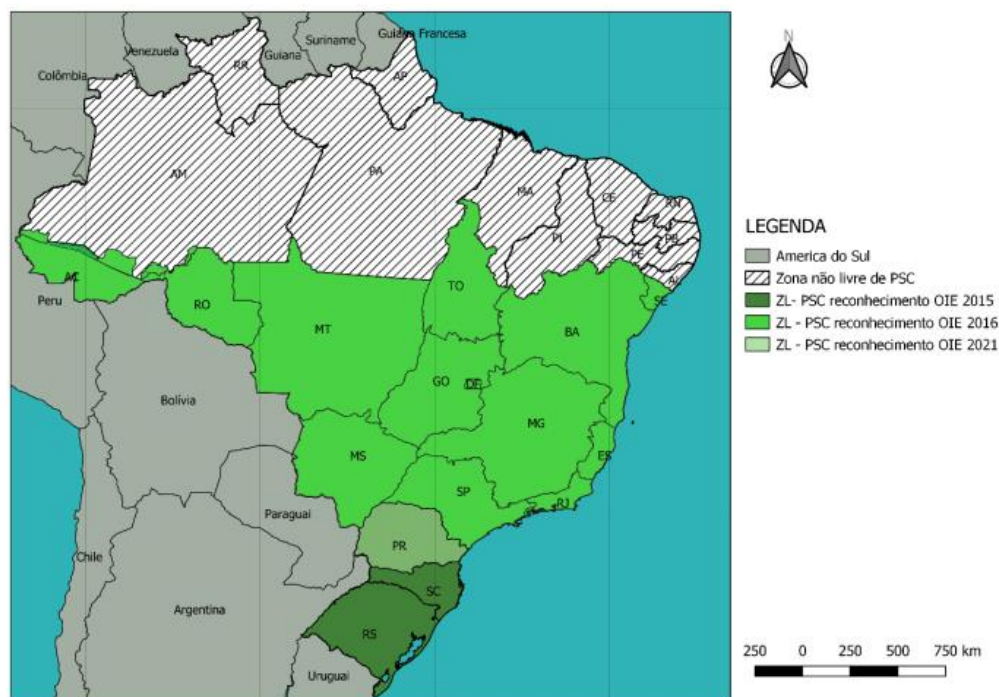 N
Guiana Francesa
Suriname
Venezuela
Guiana
Colômbia
RR
AP
AM
PA
MA
CE
RN
PB
PI
PE
AL
AC
Peru
RO
TO
SE
MT
BA
GO
DF
Bolívia
MG
MS
ES
SP
RJ
Paraguai
PR
Chile
SC
Argentina
RS
Uruguai
LEGENDA
America do Sul
Zona não livre de PSC
ZL- PSC reconhecimento OIE 2015
ZL - PSC reconhecimento OIE 2016
ZL - PSC reconhecimento OIE 2021
250 0 250 500 750 km